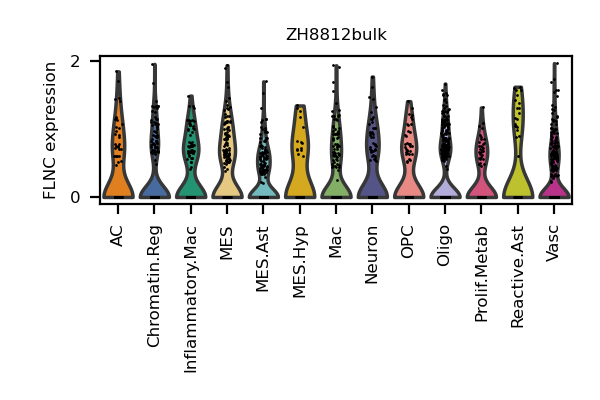 ZH8812bulk
FLNC expression
2
0
AC
Chromatin.Reg
Inflammatory.Mac
MES
MES.Ast
MES.Hyp
Mac
Neuron
OPC
Oligo
Prolif.Metab
Reactive.Ast
Vasc